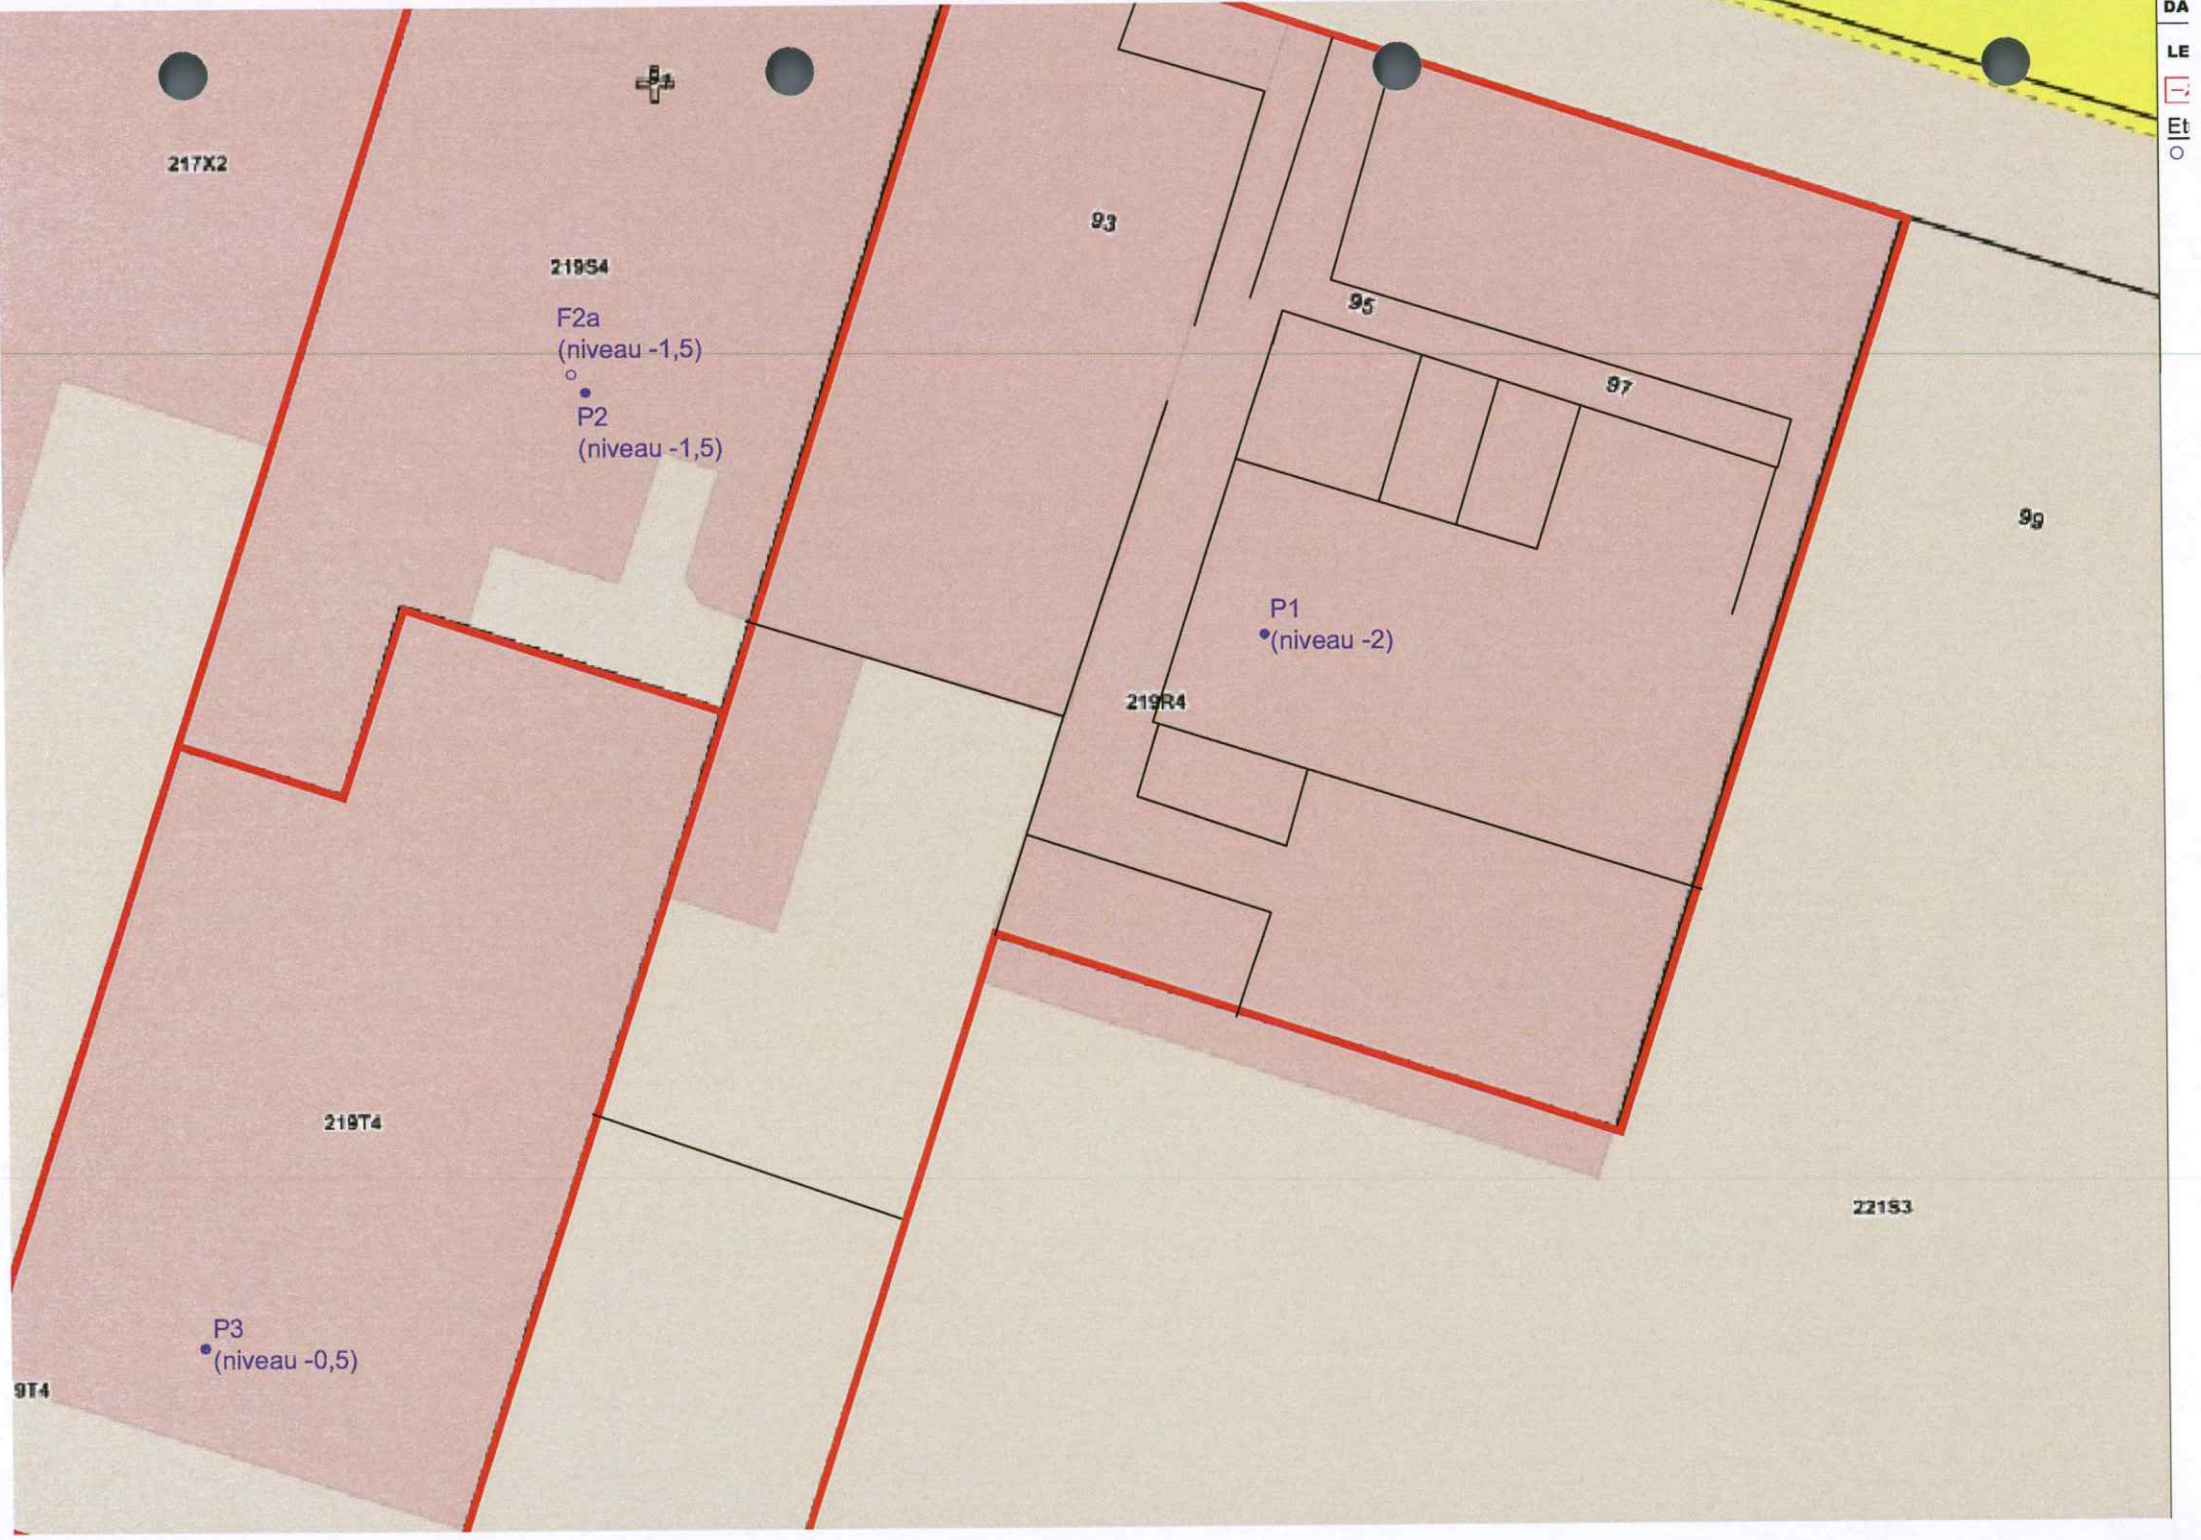 DA
LE
Et
217X2
93
219S4
95
F2a
(niveau -1,5)
97
P2
(niveau -1,5)
99
P1
(niveau -2)
219R4
219T4
221S3
P3
(niveau -0,5)
9T4